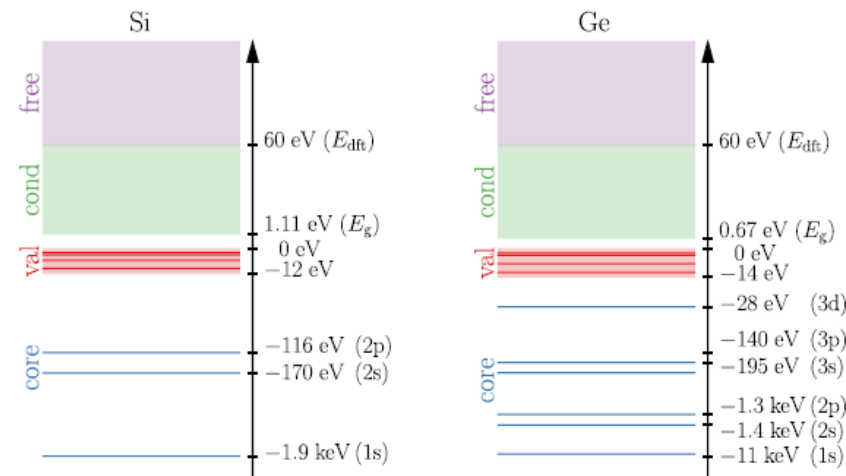 Si
free
cond
val
core
60 eV (E_dft)
1.11 eV (E_g)
0 eV
−12 eV
−116 eV (2p)
−170 eV (2s)
−1.9 keV (1s)
Ge
free
cond
val
core
60 eV (E_dft)
0.67 eV (E_g)
0 eV
−14 eV
−28 eV (3d)
−140 eV (3p)
−195 eV (3s)
−1.3 keV (2p)
−1.4 keV (2s)
−11 keV (1s)